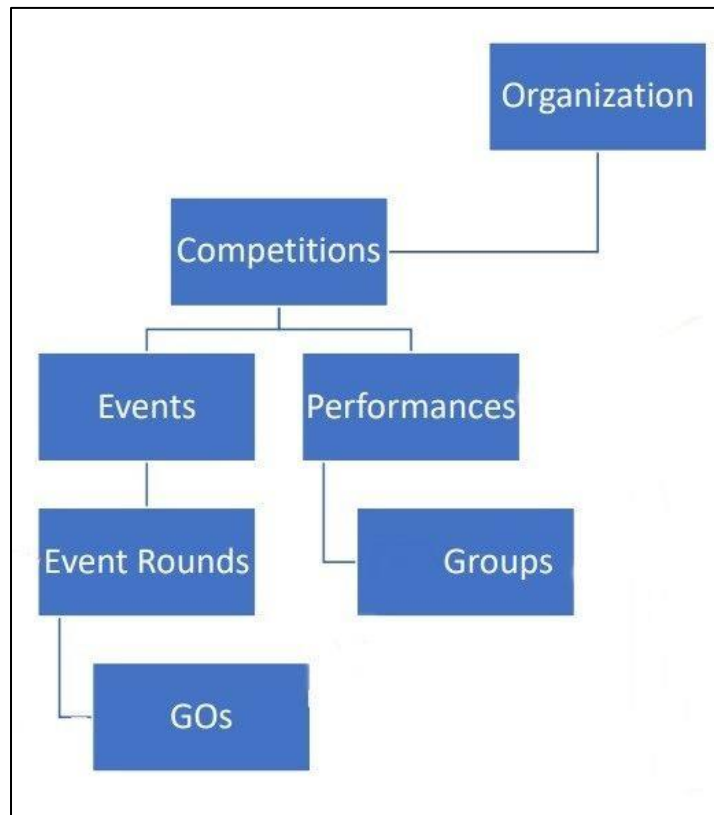 Organization
Competitions
Events
Performances
Event Rounds
Groups
GOs